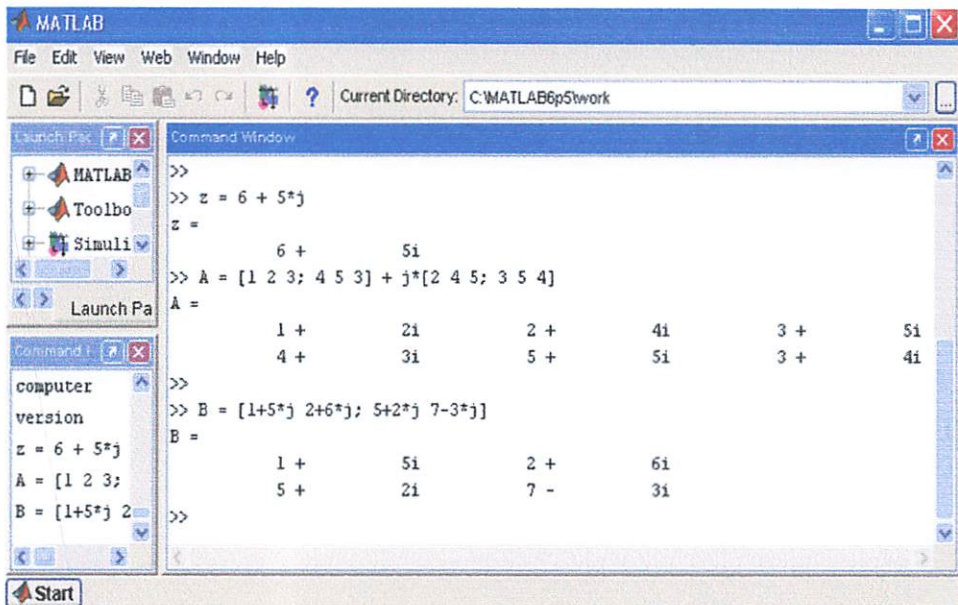 MATLAB
File Edit View Web Window Help
? Current Directory: C:\MATLAB6p5\work ...
Launch Pac
MATLAB
Toolbo
Simuli
Launch Pa
Command H
computer
version
z = 6 + 5*j
A = [1 2 3;
B = [1+5*j 2
Command Window
>>
>> z = 6 + 5*j
z =
6 + 5i
>> A = [1 2 3; 4 5 3] + j*[2 4 5; 3 5 4]
A =
1 + 2i 2 + 4i 3 + 5i
4 + 3i 5 + 5i 3 + 4i
>>
>> B = [1+5*j 2+6*j; 5+2*j 7-3*j]
B =
1 + 5i 2 + 6i
5 + 2i 7 - 3i
>>
Start